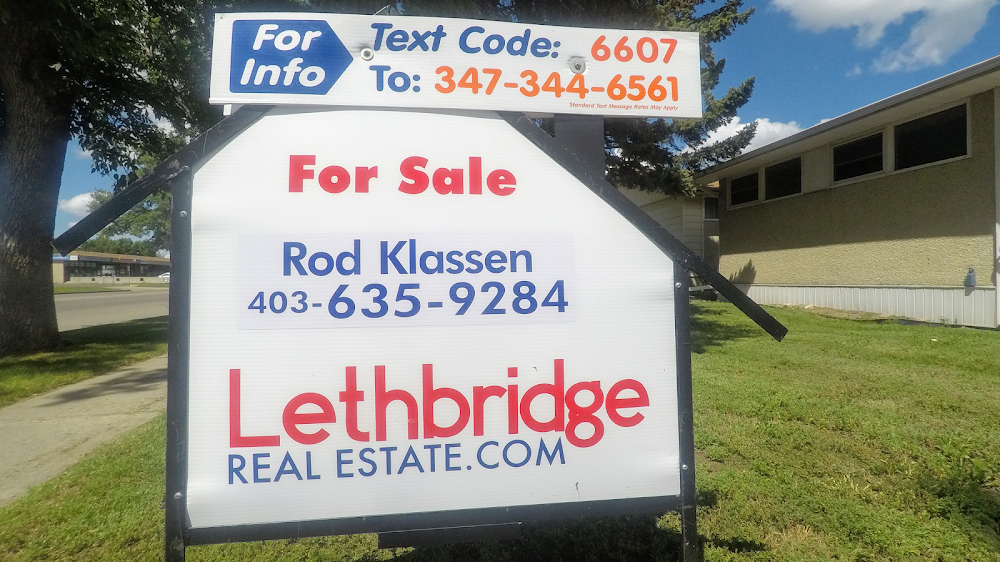 For Info
Text Code: 6607
To: 347-344-6561
Standard Text Message Rates May Apply
For Sale
Rod Klassen
403-635-9284
Lethbridge
REAL ESTATE.COM